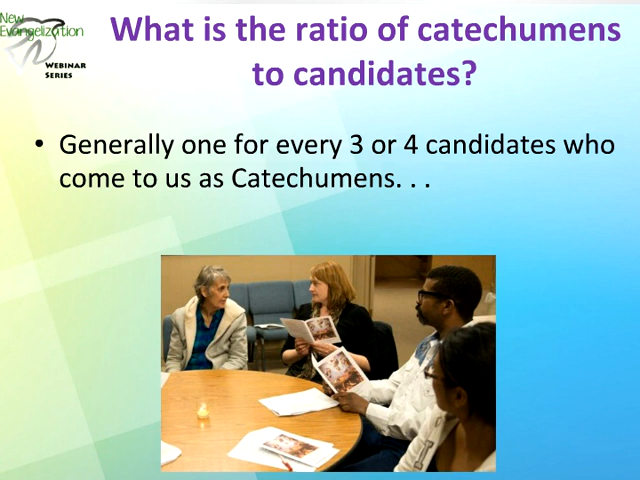 New
Evangelization
WEBINAR
SERIES
What is the ratio of catechumens
to candidates?
• Generally one for every 3 or 4 candidates who
come to us as Catechumens. . .